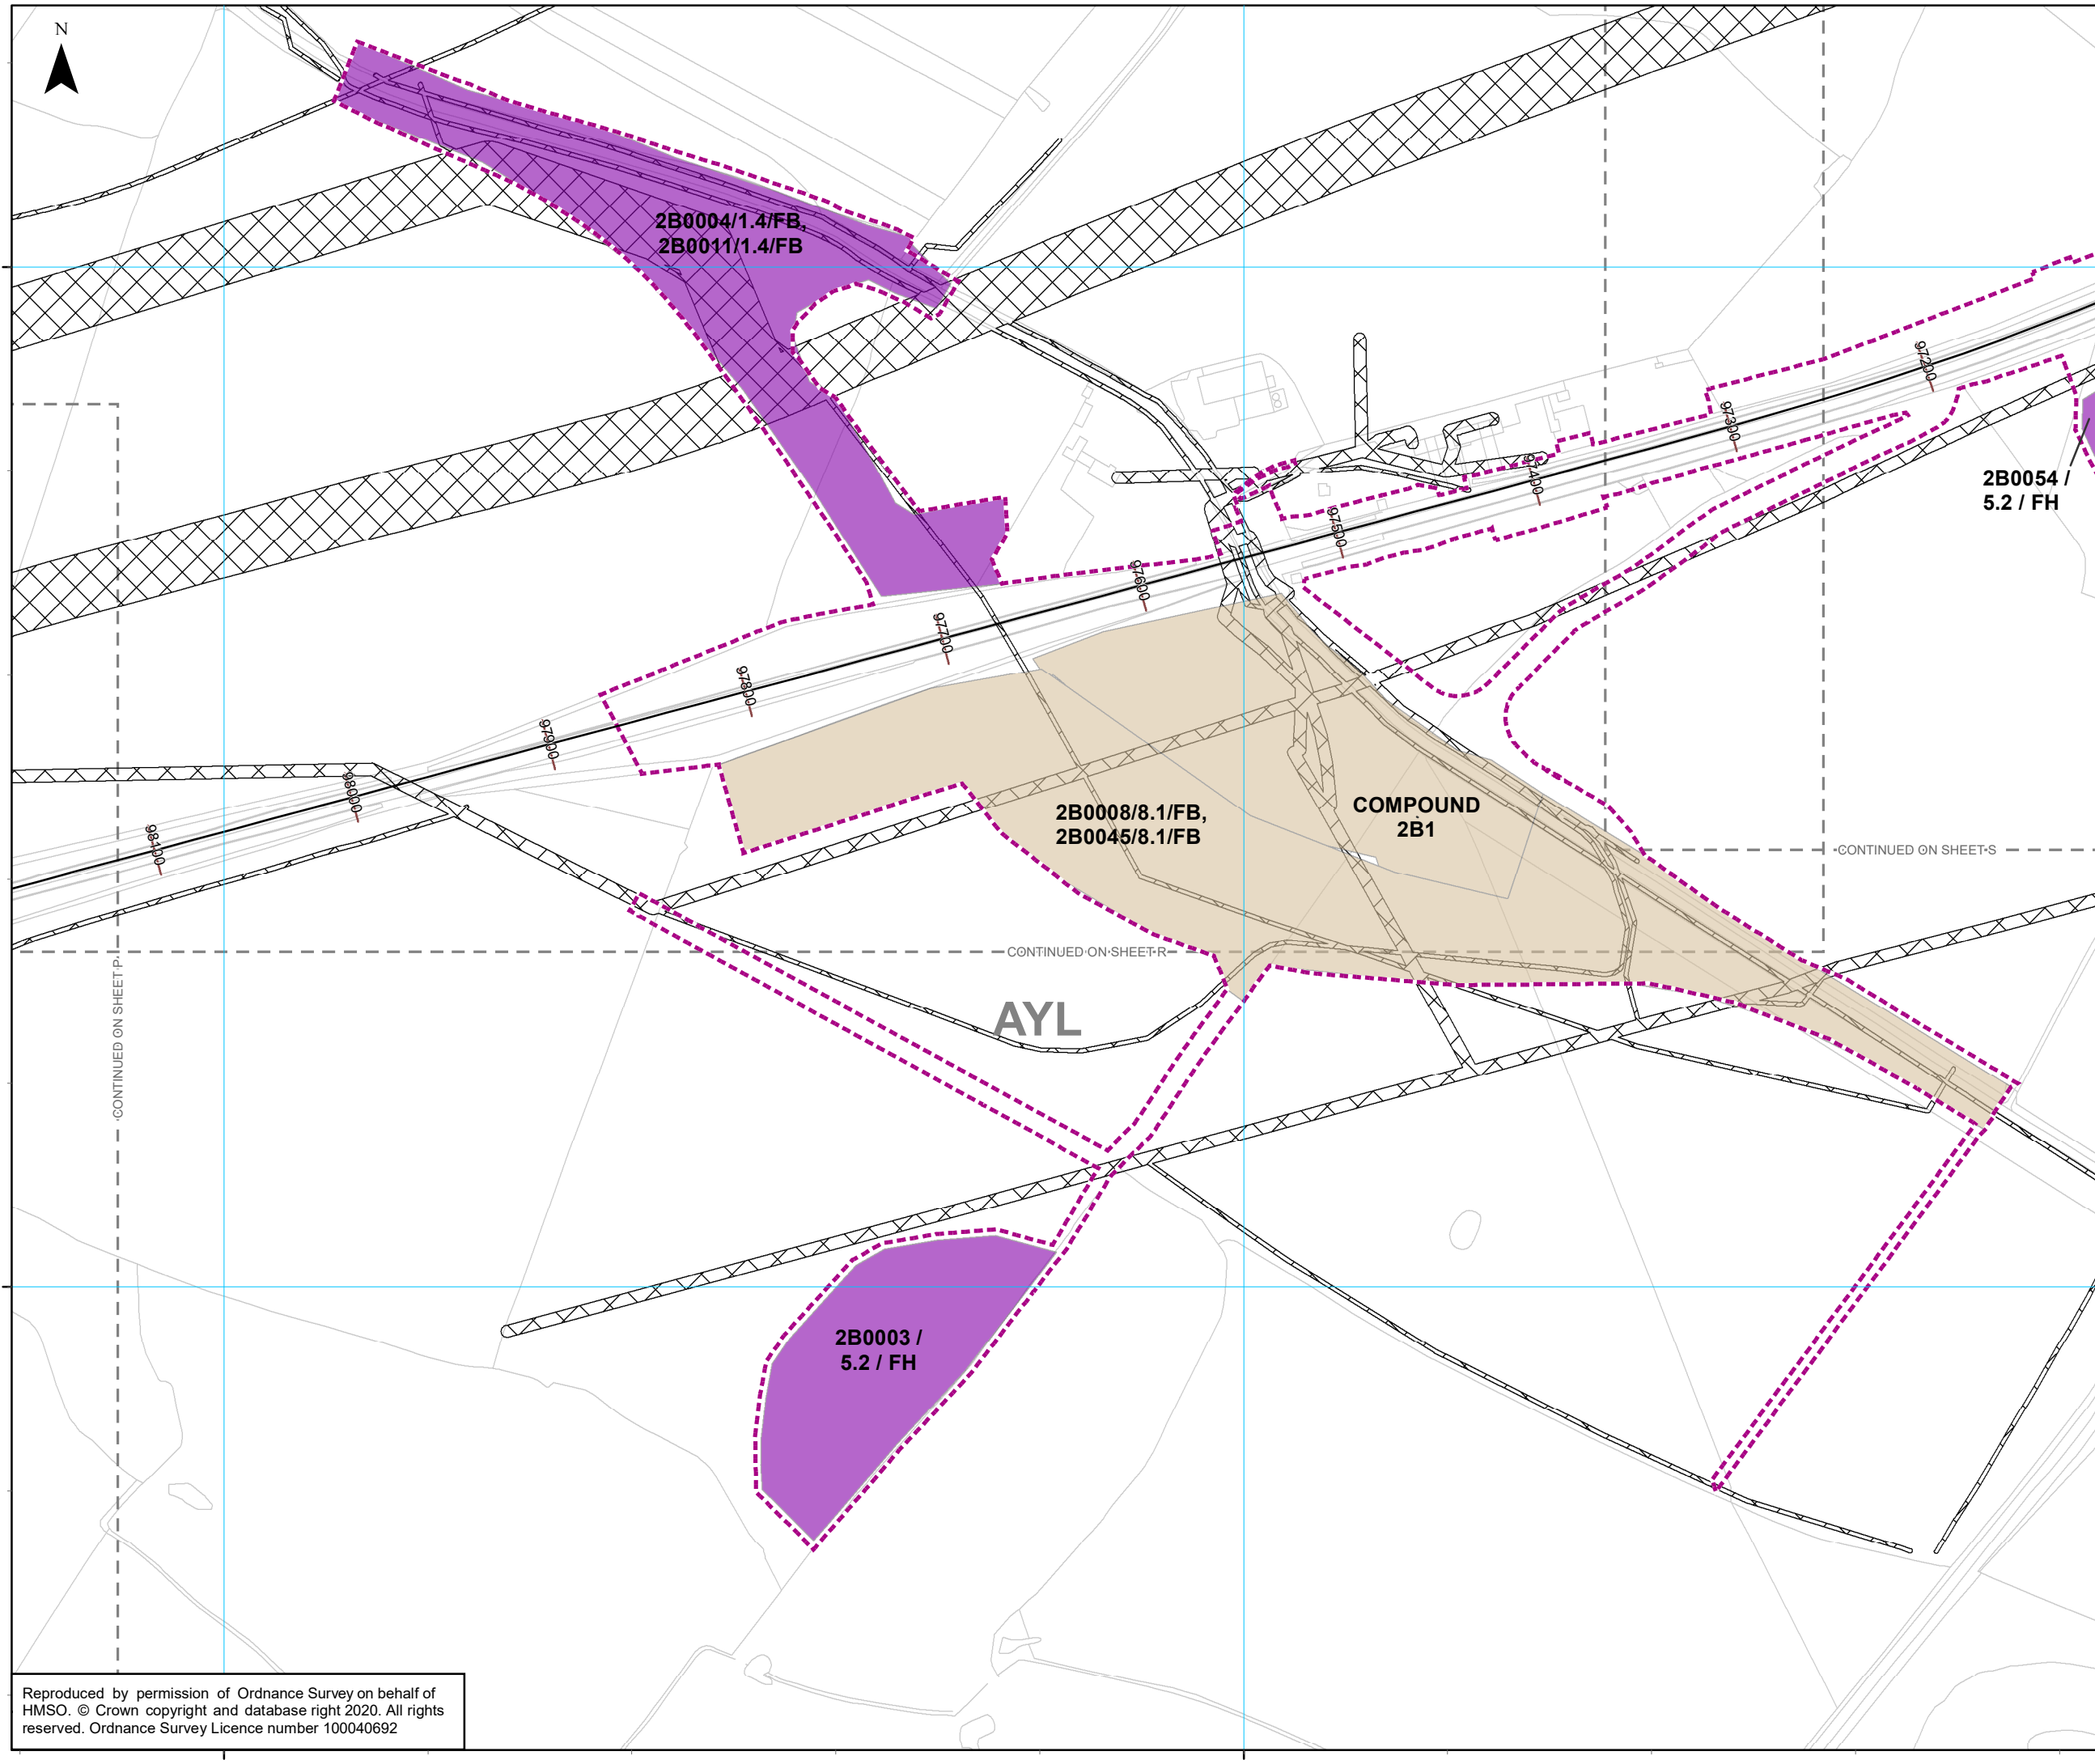 N
2B0004/1.4/FB,
2B0011/1.4/FB
97200
97300
97400
97500
97600
97700
97800
97900
98000
98100
2B0054 /
5.2 / FH
2B0008/8.1/FB,
2B0045/8.1/FB
COMPOUND
2B1
CONTINUED ON SHEET S
CONTINUED ON SHEET R
CONTINUED ON SHEET P
AYL
2B0003 /
5.2 / FH
Reproduced by permission of Ordnance Survey on behalf of
HMSO. © Crown copyright and database right 2020. All rights
reserved. Ordnance Survey Licence number 100040692